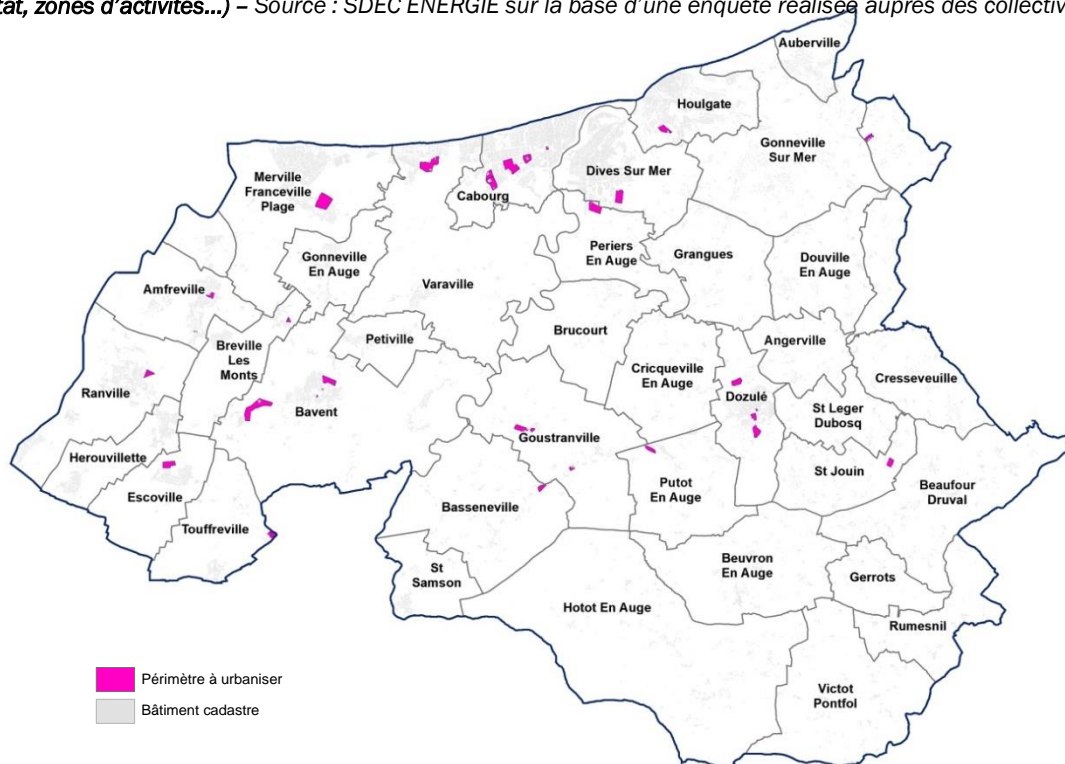 tat, zones d'activités...) – Source : SDEC ENERGIE sur la base d'une enquête réalisée auprès des collectiv
Auberville
Houlgate
Gonneville
Sur Mer
Dives Sur Mer
Merville
Franceville
Plage
Cabourg
Gonneville
En Auge
Periers
En Auge
Grangues
Douville
En Auge
Amfreville
Varaville
Brucourt
Petiville
Angerville
Breville
Les
Monts
Cricqueville
En Auge
Cresseveuille
Ranville
Dozulé
Bavent
St Leger
Dubosq
Goustranville
Herouvillette
St Jouin
Putot
En Auge
Beaufour
Druval
Escoville
Basseneville
Touffreville
Beuvron
En Auge
St
Samson
Gerrots
Hotot En Auge
Rumesnil
Victot
Pontfol
Périmètre à urbaniser
Bâtiment cadastre